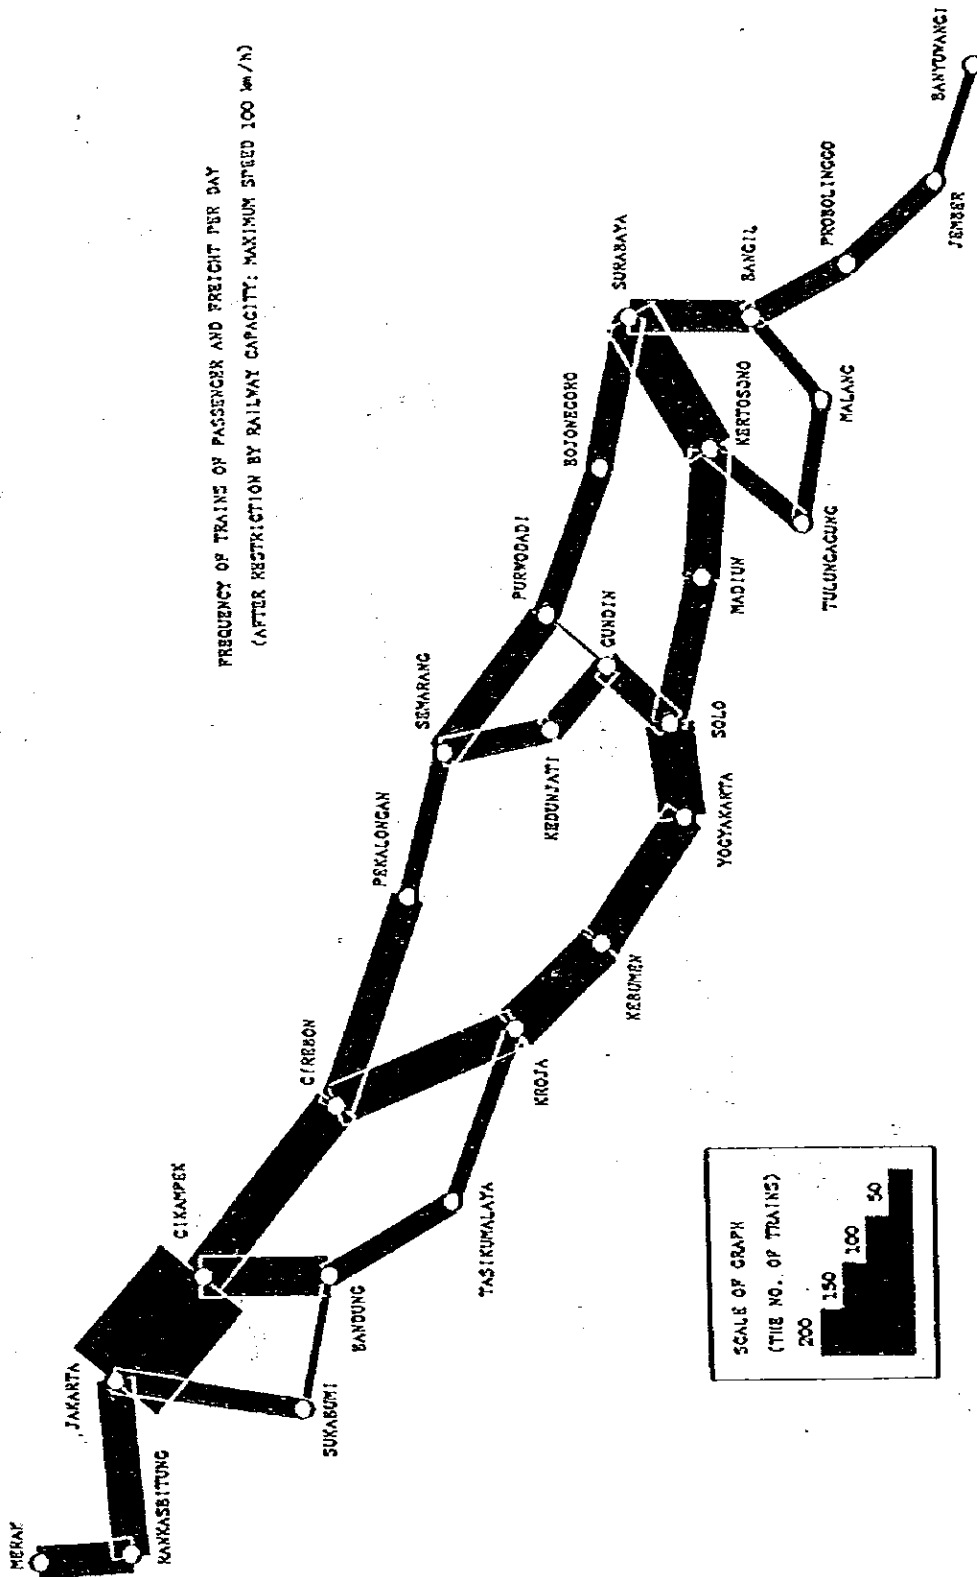 FREQUENCY OF TRAINS OF PASSENGER AND FREIGHT PER DAY
(AFTER RESTRICTION BY RAILWAY CAPACITY: MAXIMUM SPEED 100 km/h)
MERAK
RANKASBITUNG
JAKARTA
SUKABUMI
CIKAMPEK
BANDUNG
TASIKUMALAYA
CIREBON
KROJA
KEBUMEN
PEKALONGAN
SEMARANG
KEDUNJATI
YOGYAKARTA
SOLO
GUNDIN
PURWODADI
MADIUN
BOJONEGORO
TULUNGAGUNG
KERTOSONO
MALANG
SURABAYA
BANGIL
PROBOLINGGO
JEMBER
BANYUWANGI
SCALE OF GRAPH
(THE NO. OF TRAINS)
200
150
100
50